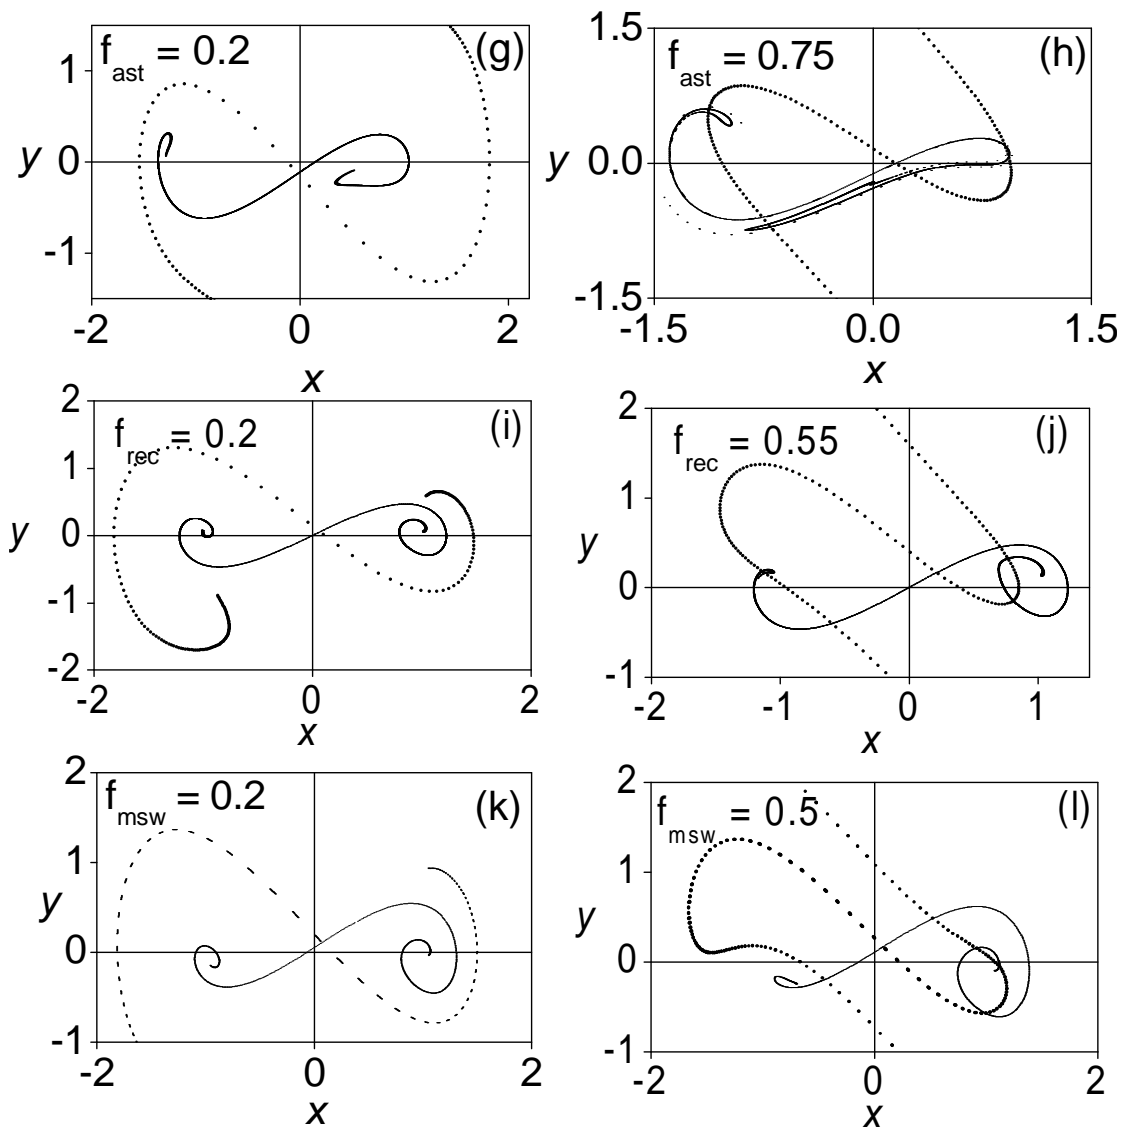 f_ast = 0.2 (g)
1
y 0
-1
-2 0 2
x
f_ast = 0.75 (h)
1.5
y 0.0
-1.5
-1.5 0.0 1.5
x
f_rec = 0.2 (i)
2
1
y 0
-1
-2
-2 0 2
x
f_rec = 0.55 (j)
2
1
y
0
-1
-2 -1 0 1
x
f_msw = 0.2 (k)
2
1
y
0
-1
-2 0 2
x
f_msw = 0.5 (l)
2
1
y
0
-1
-2 0 2
x